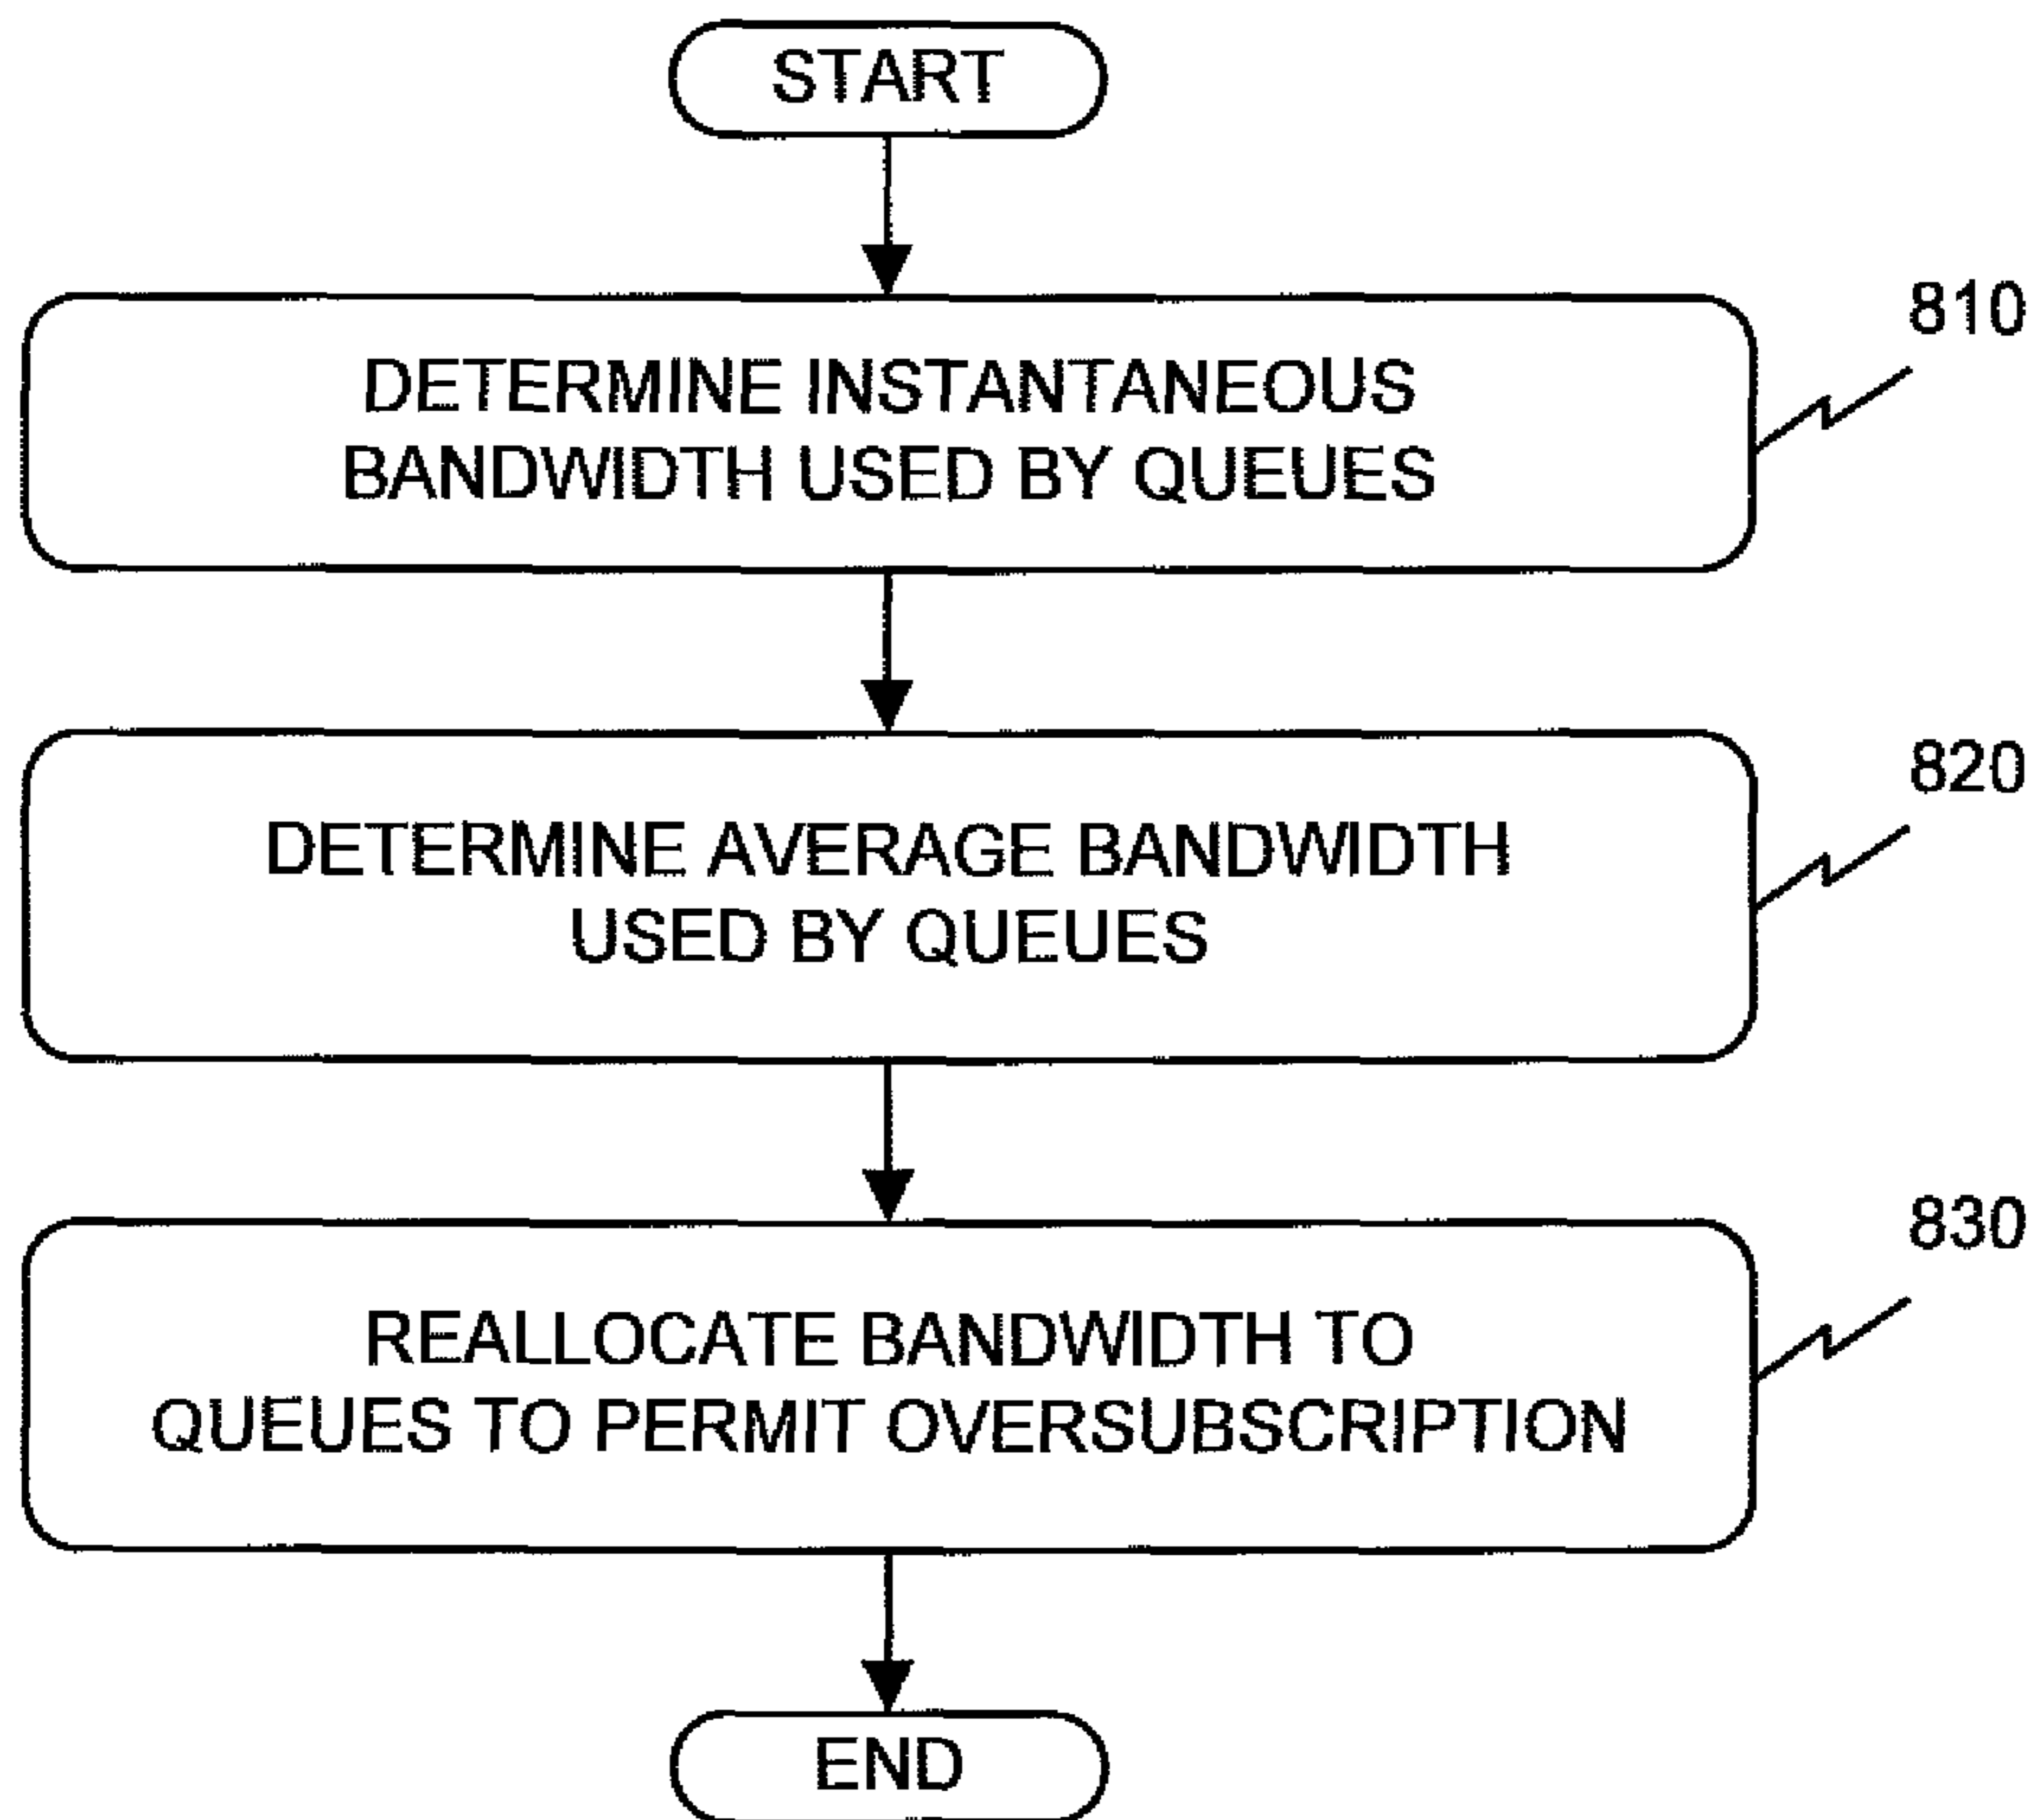 START
810
DETERMINE INSTANTANEOUS
BANDWIDTH USED BY QUEUES
820
DETERMINE AVERAGE BANDWIDTH
USED BY QUEUES
830
REALLOCATE BANDWIDTH TO
QUEUES TO PERMIT OVERSUBSCRIPTION
END